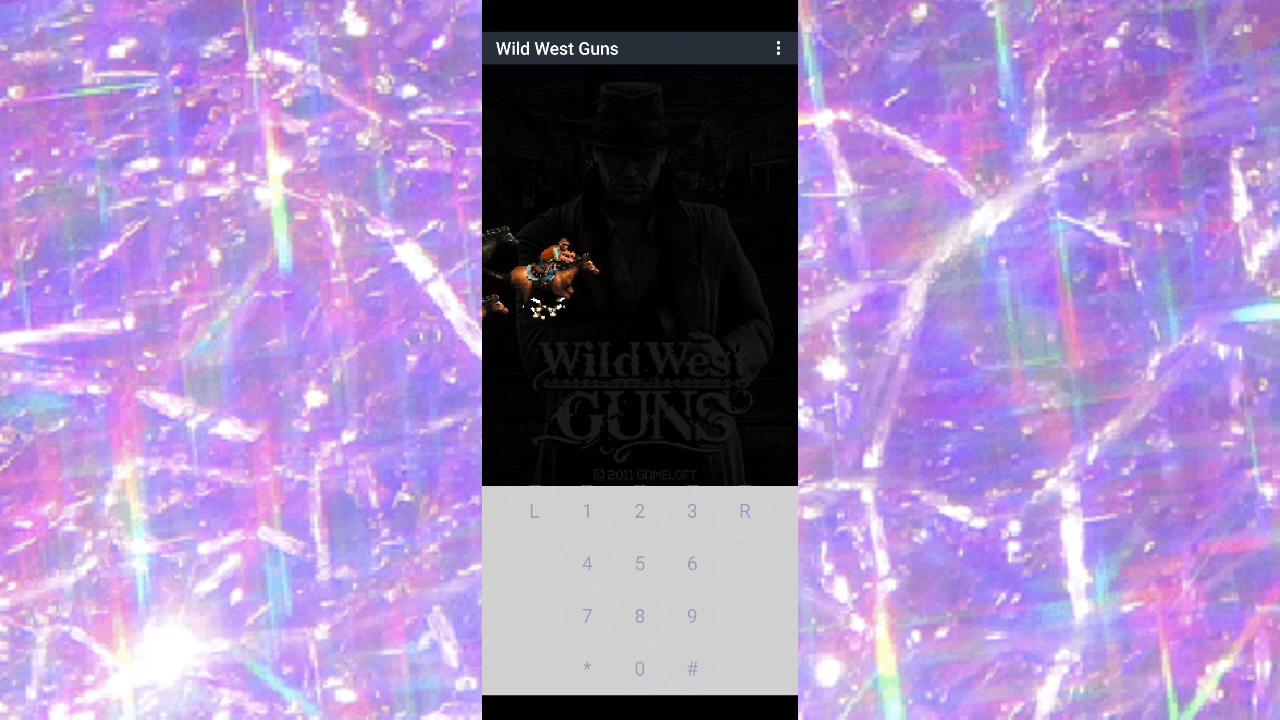 Wild West Guns
Wild West
GUNS
© 2011 GAMELOFT
L 1 2 3 R
4 5 6
7 8 9
* 0 #